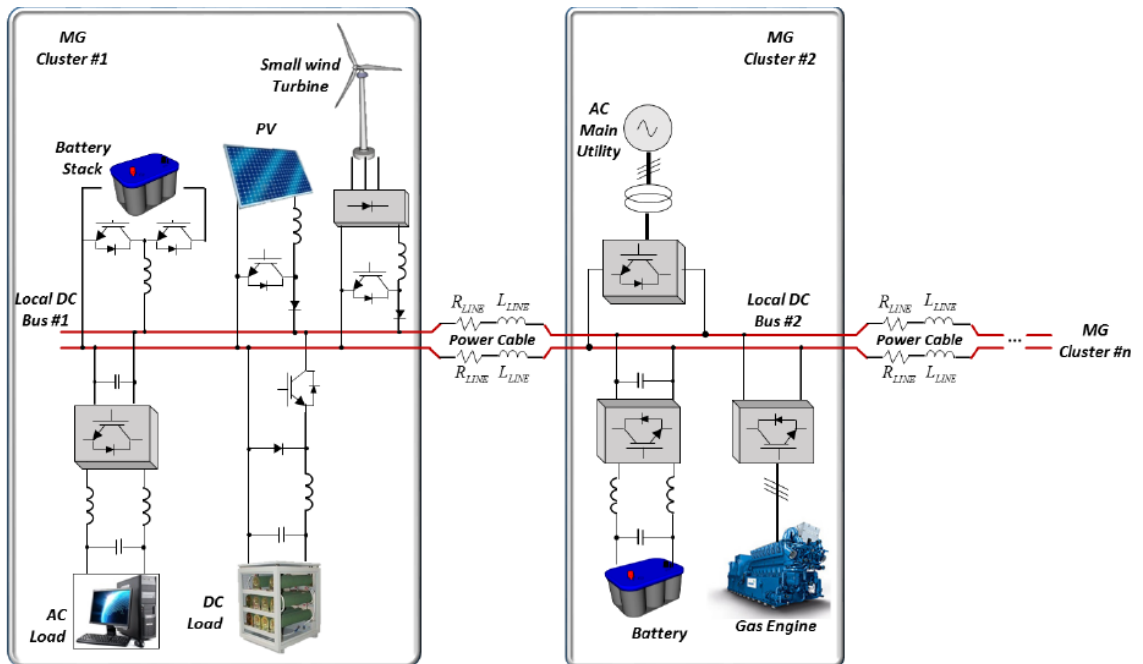 MG
Cluster #1
Small wind
Turbine
PV
Battery
Stack
Local DC
Bus #1
AC
Load
DC
Load
R_LINE L_LINE
Power Cable
R_LINE L_LINE
MG
Cluster #2
AC
Main
Utility
Local DC
Bus #2
Battery
Gas Engine
R_LINE L_LINE
Power Cable
R_LINE L_LINE
...
MG
Cluster #n